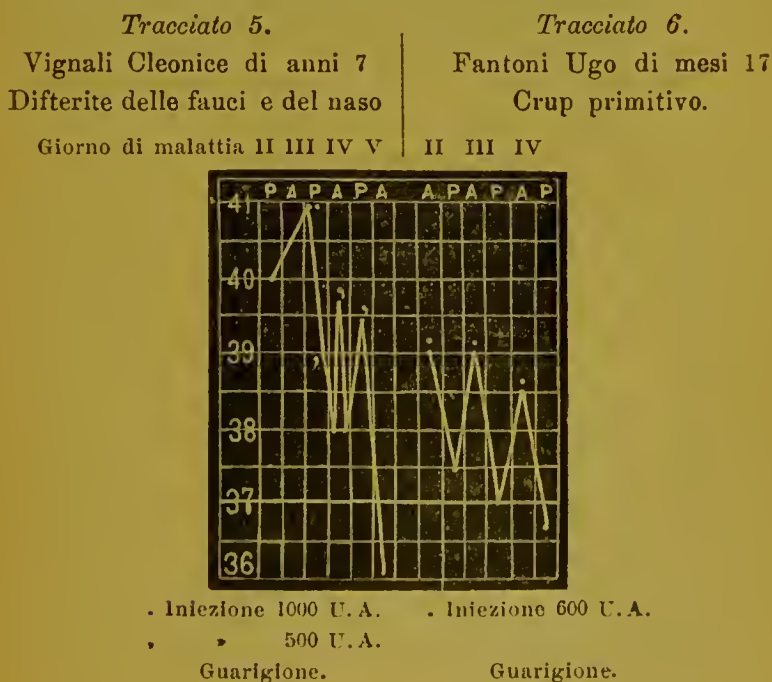 Tracciato 5.
Vignali Cleonice di anni 7
Difterite delle fauci e del naso
Giorno di malattia II III IV V
Tracciato 6.
Fantoni Ugo di mesi 17
Crup primitivo.
II III IV
P A P A P A A P A P A P
41
40
39
38
37
36
. Iniezione 1000 U. A.
, » 500 U. A.
Guarigione.
. Iniezione 600 U. A.
Guarigione.